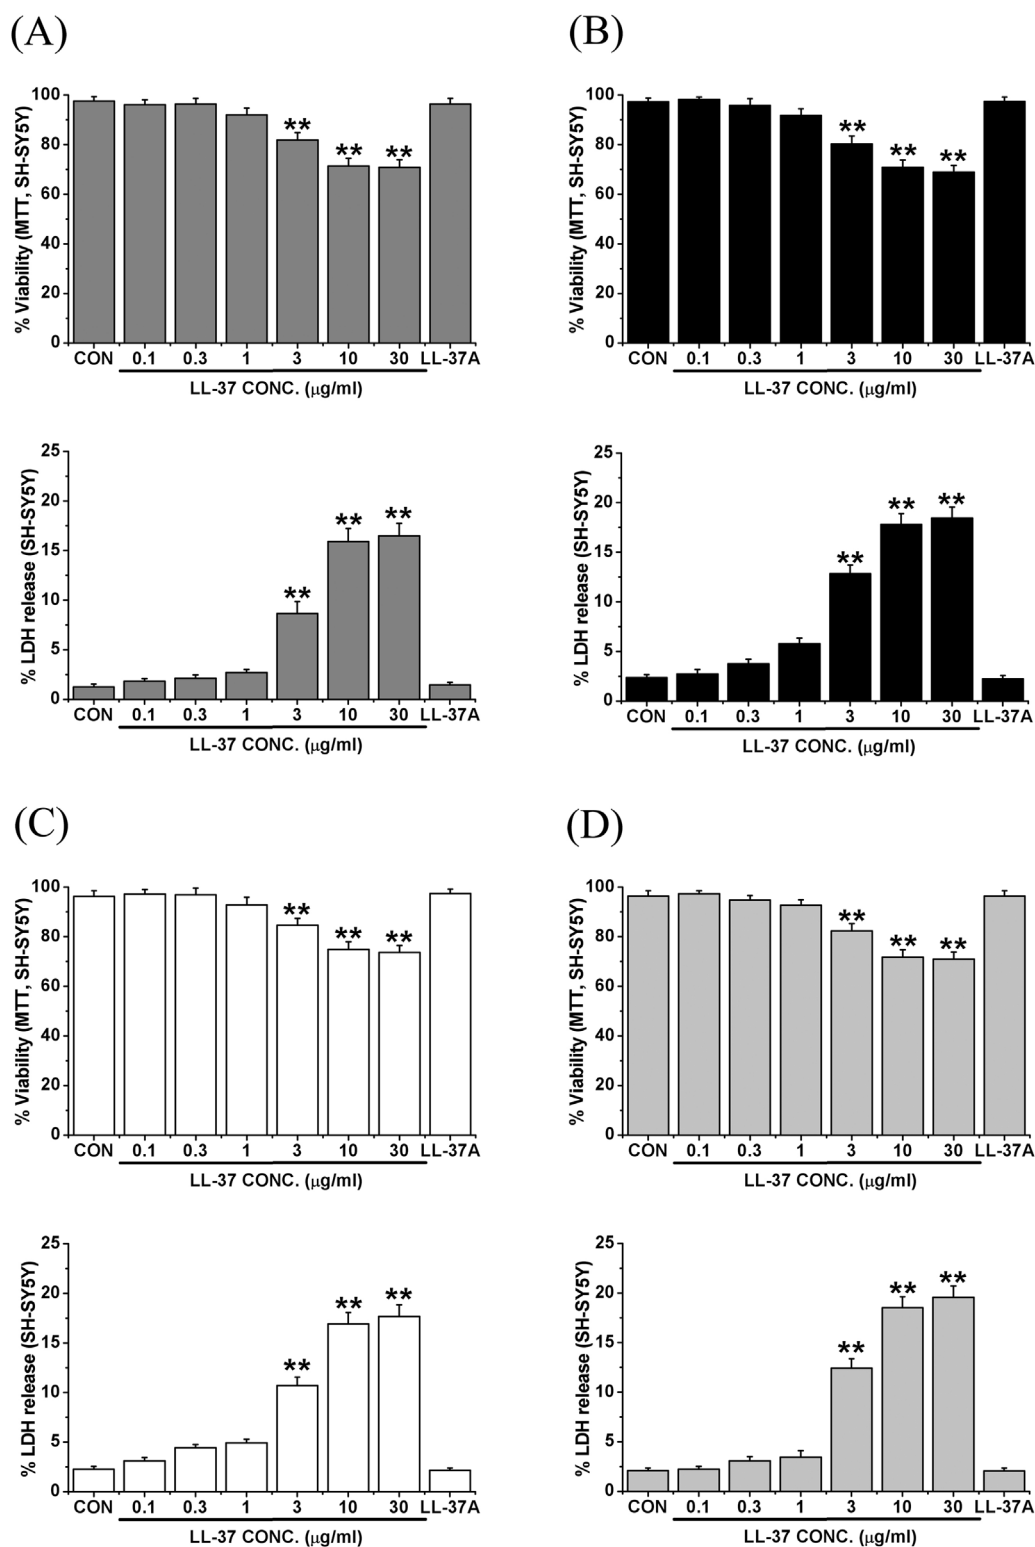 (A)
% Viability (MTT, SH-SY5Y)
100
80
60
40
20
0
** ** **
CON 0.1 0.3 1 3 10 30 LL-37A
LL-37 CONC. (μg/ml)
% LDH release (SH-SY5Y)
25
20
15
10
5
0
** ** **
CON 0.1 0.3 1 3 10 30 LL-37A
LL-37 CONC. (μg/ml)
(B)
% Viability (MTT, SH-SY5Y)
100
80
60
40
20
0
** ** **
CON 0.1 0.3 1 3 10 30 LL-37A
LL-37 CONC. (μg/ml)
% LDH release (SH-SY5Y)
25
20
15
10
5
0
** ** **
CON 0.1 0.3 1 3 10 30 LL-37A
LL-37 CONC. (μg/ml)
(C)
% Viability (MTT, SH-SY5Y)
100
80
60
40
20
0
** ** **
CON 0.1 0.3 1 3 10 30 LL-37A
LL-37 CONC. (μg/ml)
% LDH release (SH-SY5Y)
25
20
15
10
5
0
** ** **
CON 0.1 0.3 1 3 10 30 LL-37A
LL-37 CONC. (μg/ml)
(D)
% Viability (MTT, SH-SY5Y)
100
80
60
40
20
0
** ** **
CON 0.1 0.3 1 3 10 30 LL-37A
LL-37 CONC. (μg/ml)
% LDH release (SH-SY5Y)
25
20
15
10
5
0
** ** **
CON 0.1 0.3 1 3 10 30 LL-37A
LL-37 CONC. (μg/ml)